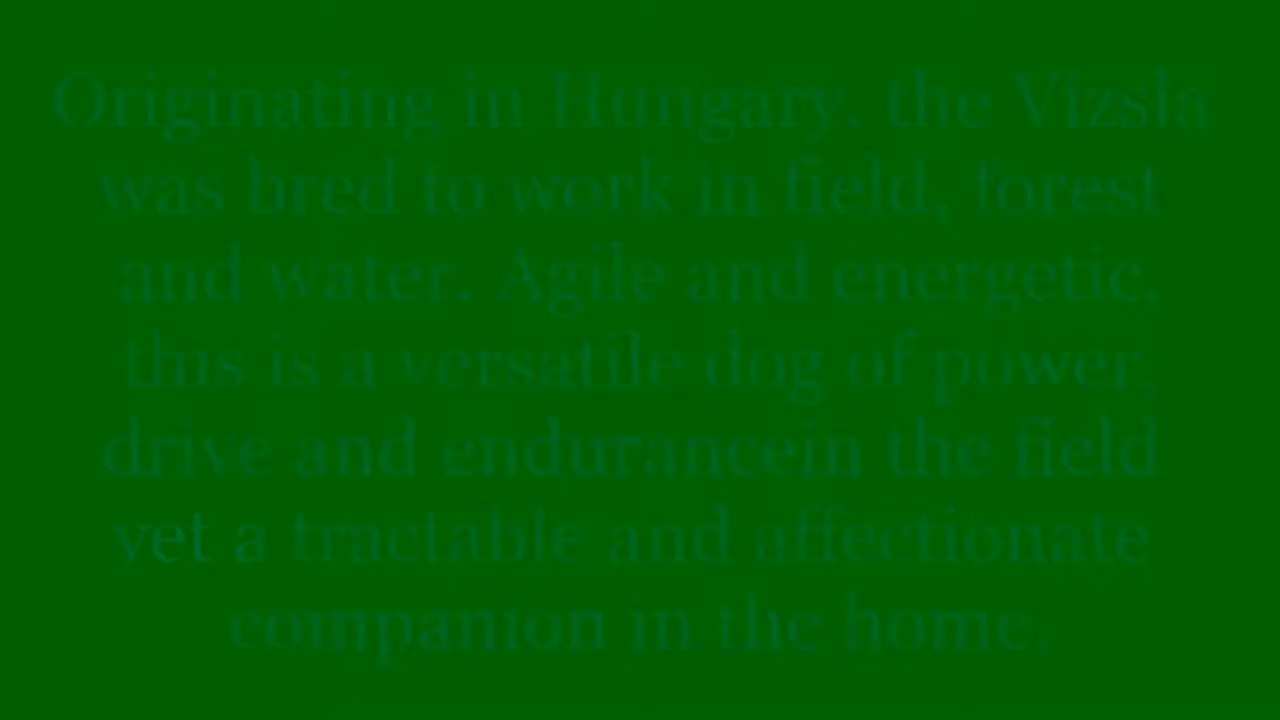 Originating in Hungary, the Vizsla
was bred to work in field, forest
and water. Agile and energetic,
this is a versatile dog of power,
drive and endurancein the field
yet a tractable and affectionate
companion in the home.